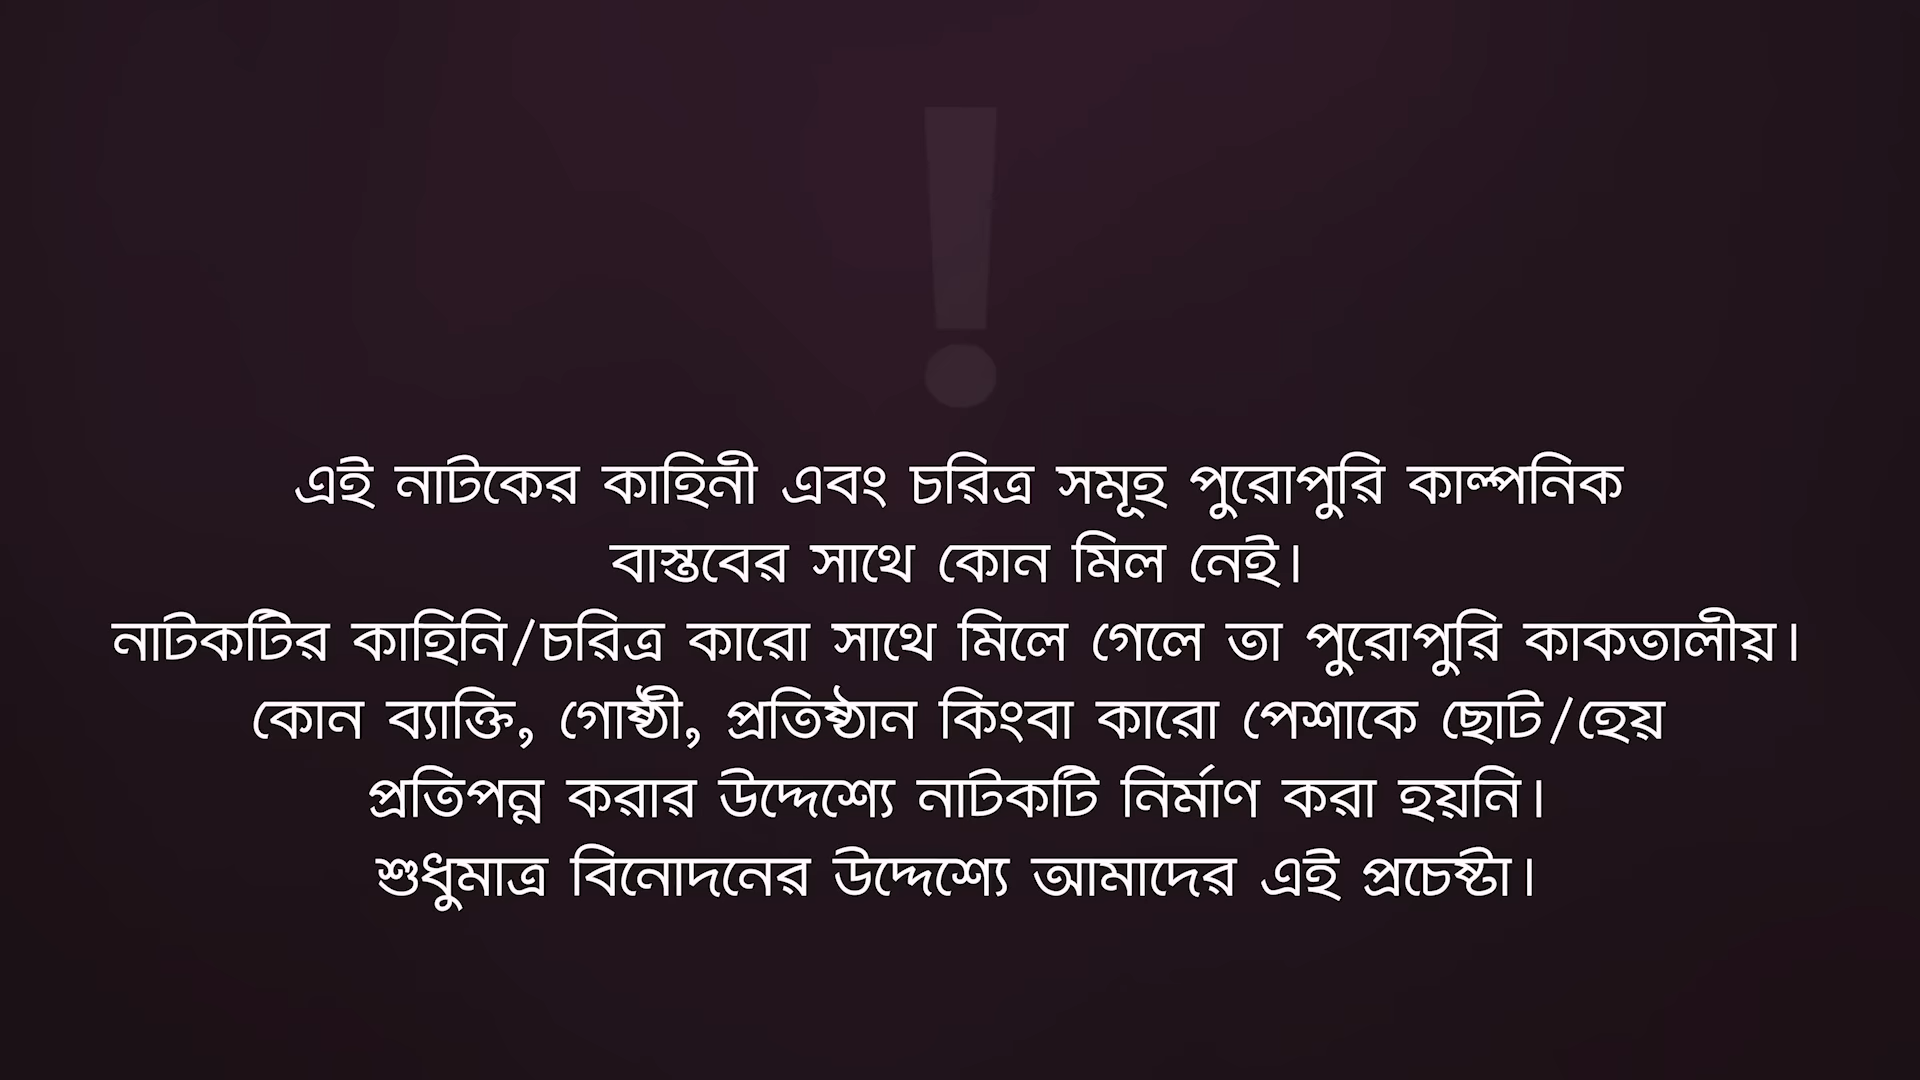 এই নাটকের কাহিনী এবং চরিত্র সমূহ পুরোপুরি কাল্পনিক
বাস্তবের সাথে কোন মিল নেই।
নাটকটির কাহিনি/চরিত্র কারো সাথে মিলে গেলে তা পুরোপুরি কাকতালীয়।
কোন ব্যাক্তি, গোষ্ঠী, প্রতিষ্ঠান কিংবা কারো পেশাকে ছোট/হেয়
প্রতিপন্ন করার উদ্দেশ্যে নাটকটি নির্মাণ করা হয়নি।
শুধুমাত্র বিনোদনের উদ্দেশ্যে আমাদের এই প্রচেষ্টা।